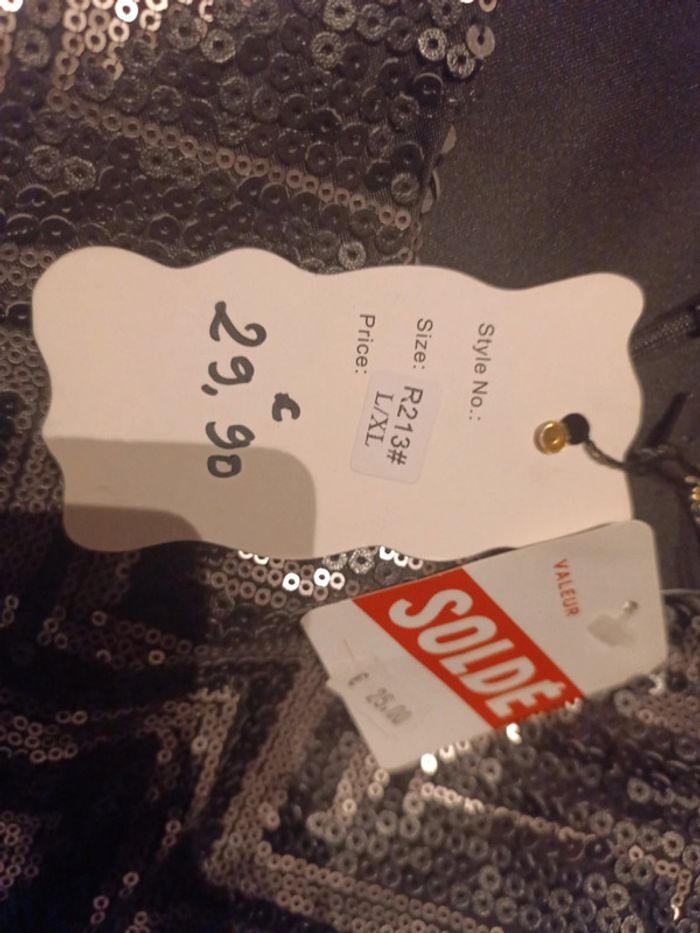 Style No.:
Size: R213#
L/XL
Price:
€
29,90
VALEUR
SOLDÉ
€ 25.00